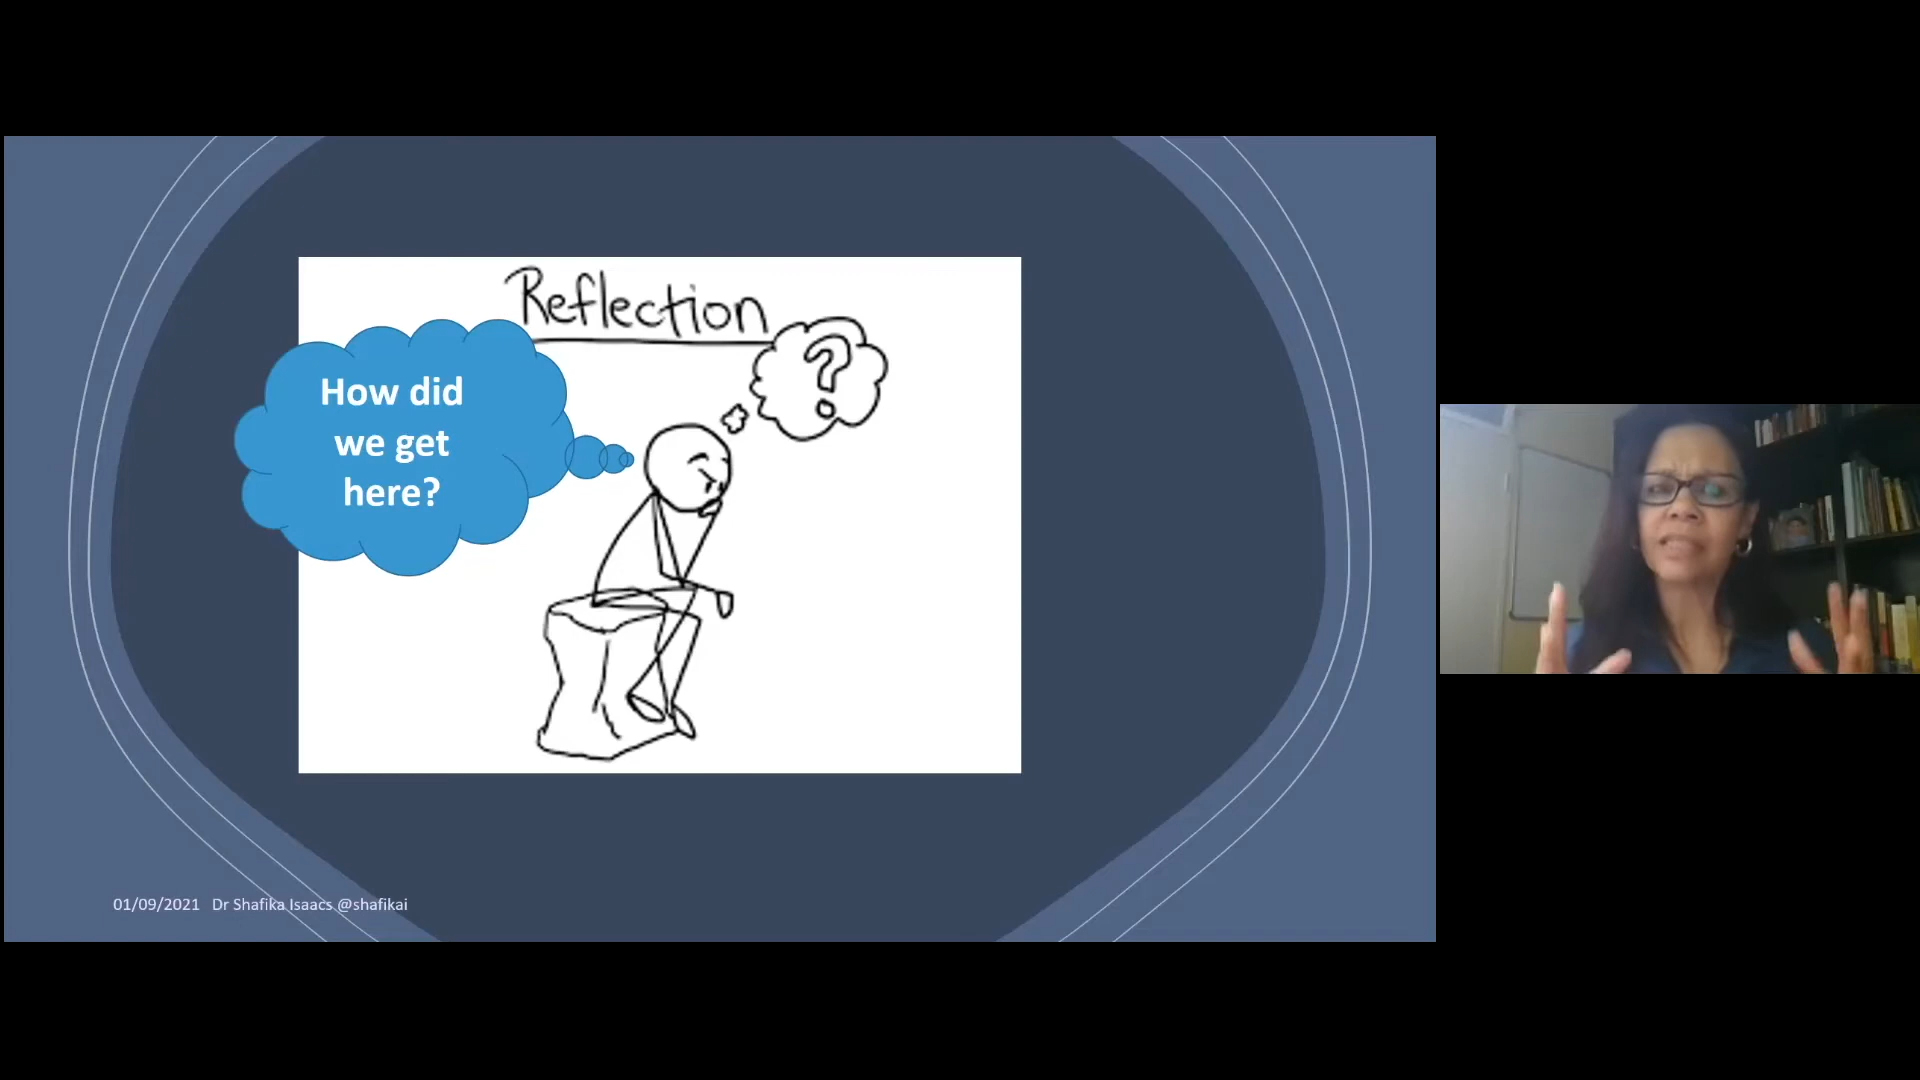 Reflection
?
How did
we get
here?
01/09/2021 Dr Shafika Isaacs @shafikai